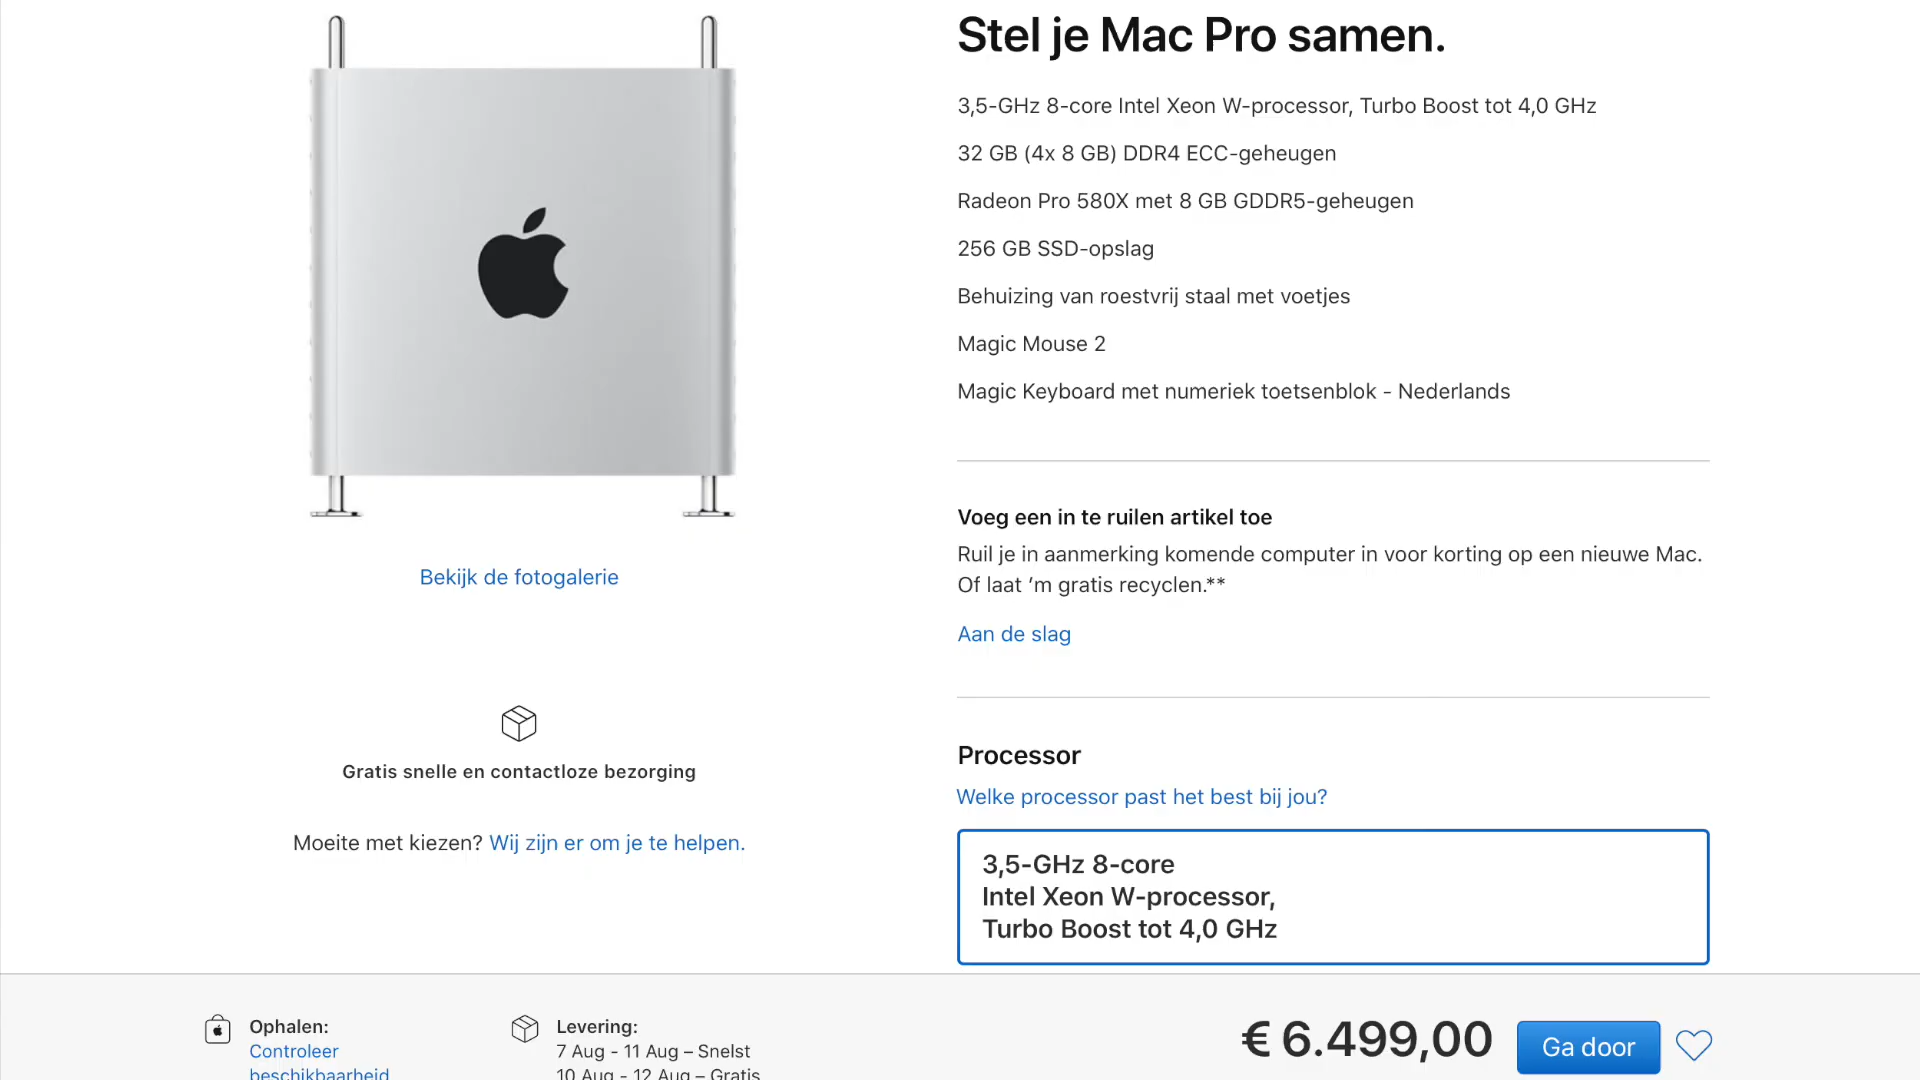 Stel je Mac Pro samen.
3,5-GHz 8-core Intel Xeon W-processor, Turbo Boost tot 4,0 GHz
32 GB (4x 8 GB) DDR4 ECC-geheugen
Radeon Pro 580X met 8 GB GDDR5-geheugen
256 GB SSD-opslag
Behuizing van roestvrij staal met voetjes
Magic Mouse 2
Magic Keyboard met numeriek toetsenblok - Nederlands
Bekijk de fotogalerie
Gratis snelle en contactloze bezorging
Moeite met kiezen? Wij zijn er om je te helpen.
Voeg een in te ruilen artikel toe
Ruil je in aanmerking komende computer in voor korting op een nieuwe Mac.
Of laat ’m gratis recyclen.**
Aan de slag
Processor
Welke processor past het best bij jou?
3,5-GHz 8-core
Intel Xeon W-processor,
Turbo Boost tot 4,0 GHz
Ophalen:
Controleer
beschikbaarheid
Levering:
7 Aug - 11 Aug – Snelst
10 Aug - 12 Aug – Gratis
€ 6.499,00
Ga door